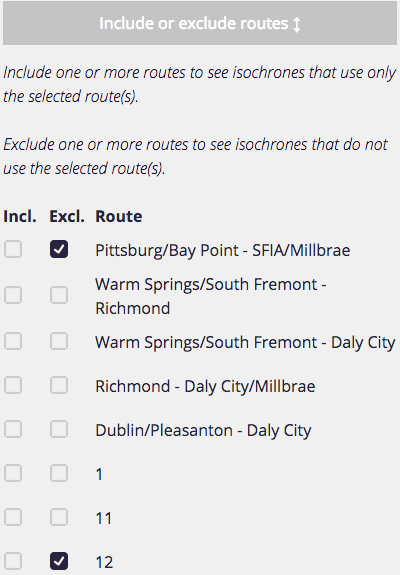 Include or exclude routes ↕
Include one or more routes to see isochrones that use only
the selected route(s).
Exclude one or more routes to see isochrones that do not
use the selected route(s).
Incl. Excl. Route
Pittsburg/Bay Point - SFIA/Millbrae
Warm Springs/South Fremont -
Richmond
Warm Springs/South Fremont - Daly City
Richmond - Daly City/Millbrae
Dublin/Pleasanton - Daly City
1
11
12